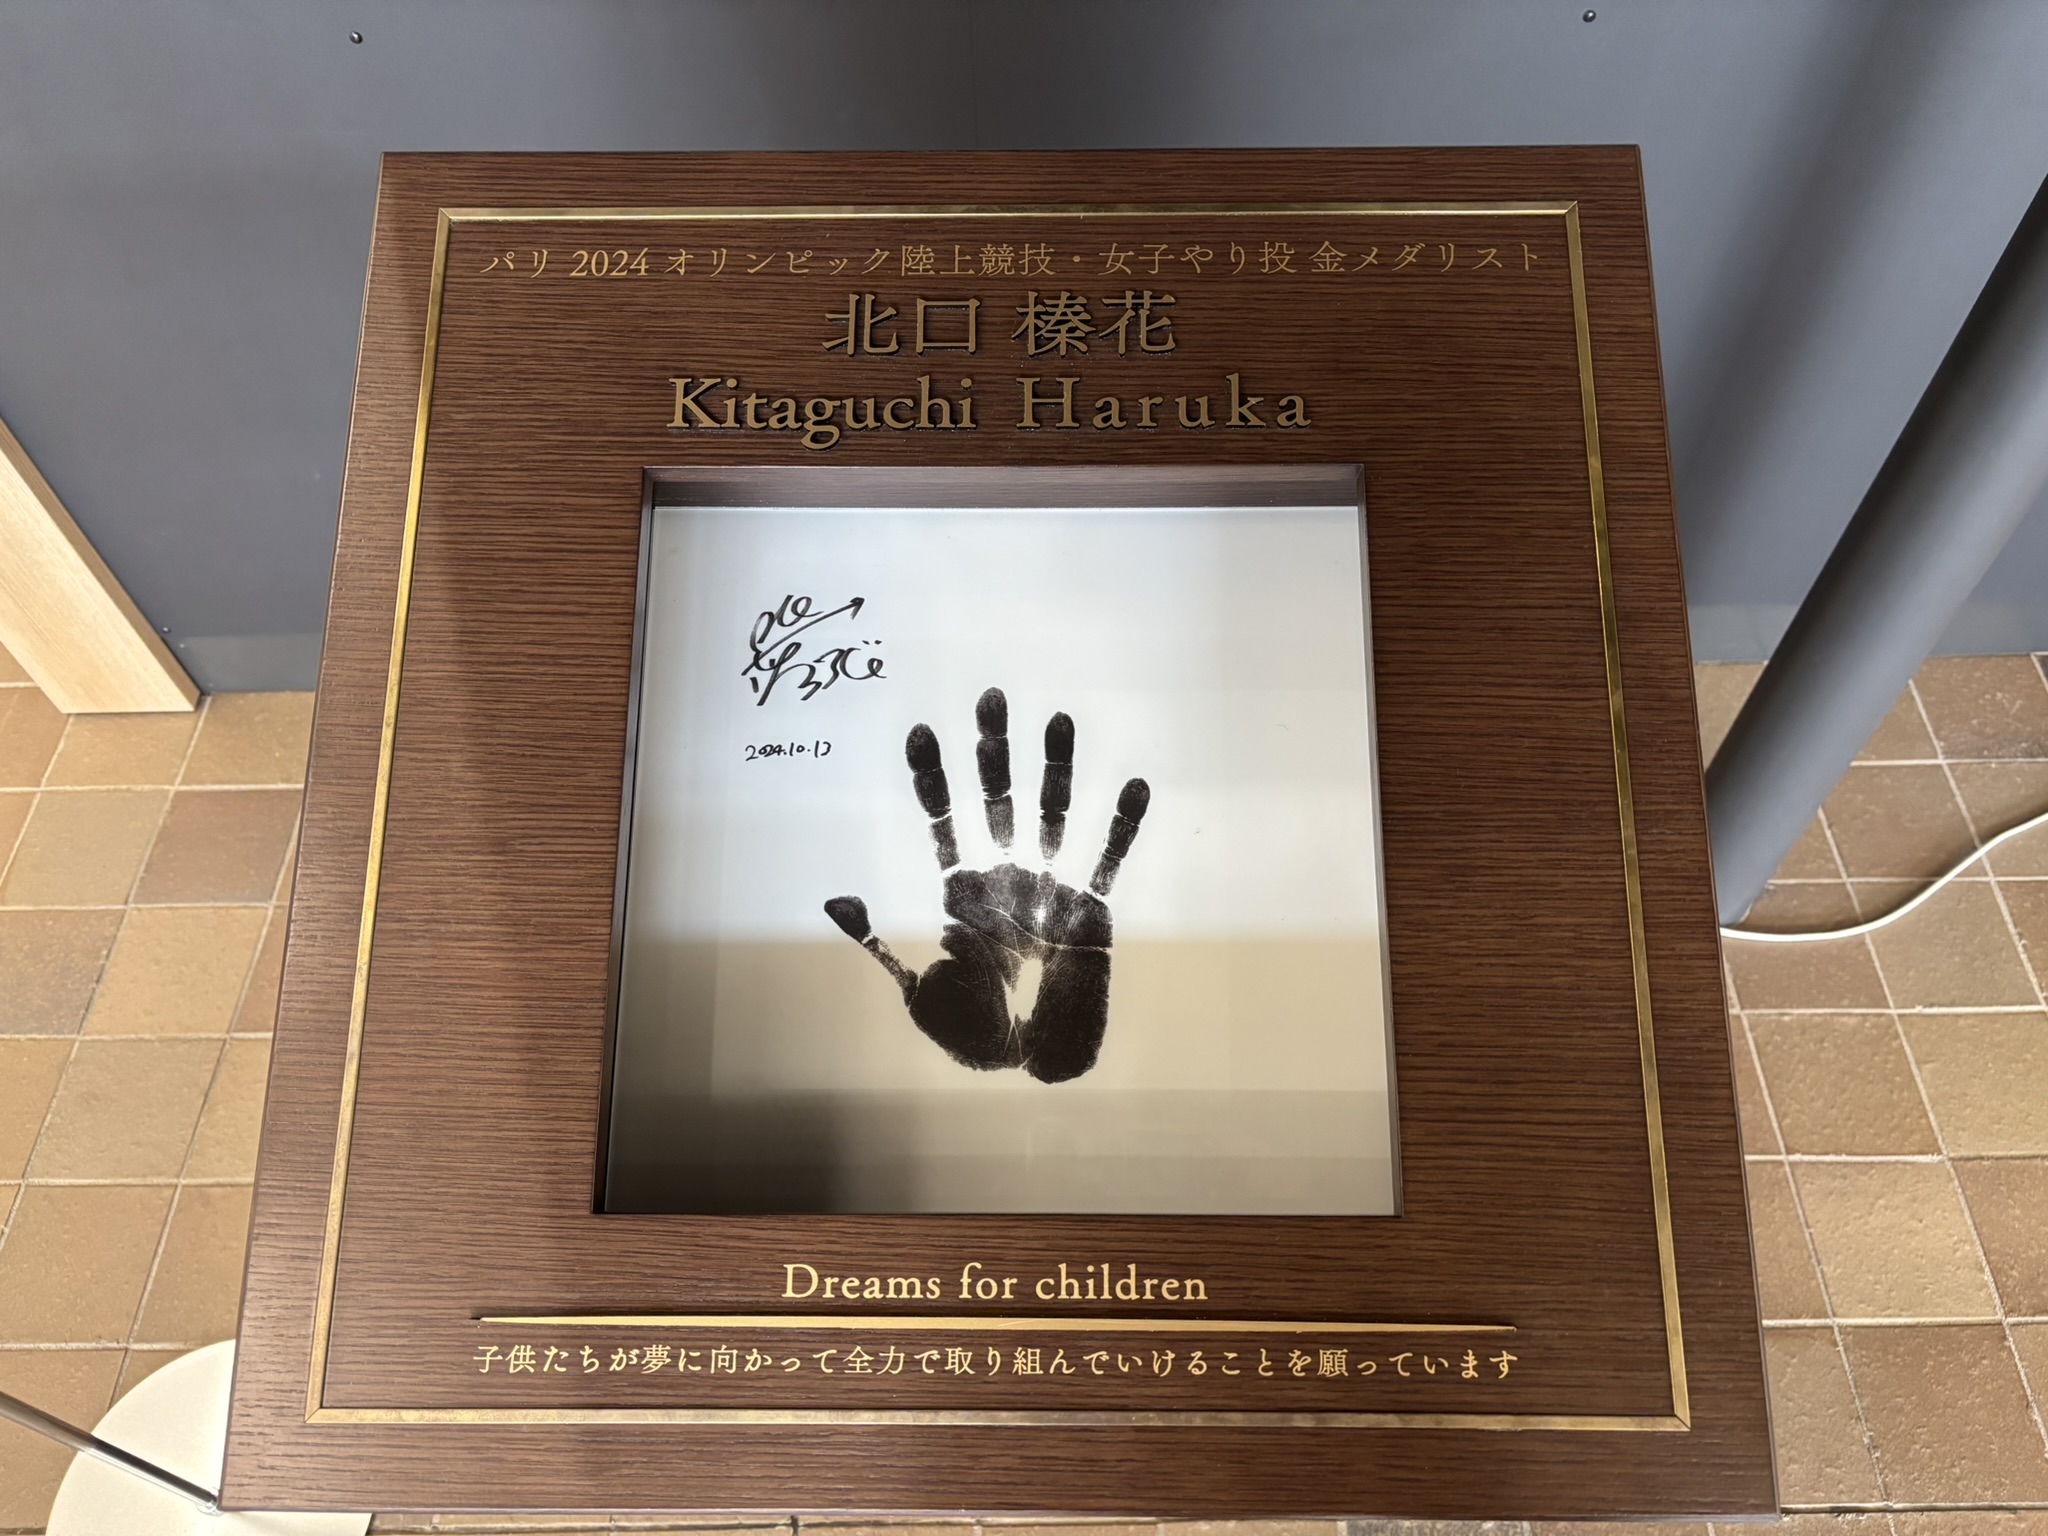 パリ 2024 オリンピック陸上競技・女子やり投 金メダリスト
北口 榛花
Kitaguchi Haruka
2024.10.13
Dreams for children
子供たちが夢に向かって全力で取り組んでいけることを願っています